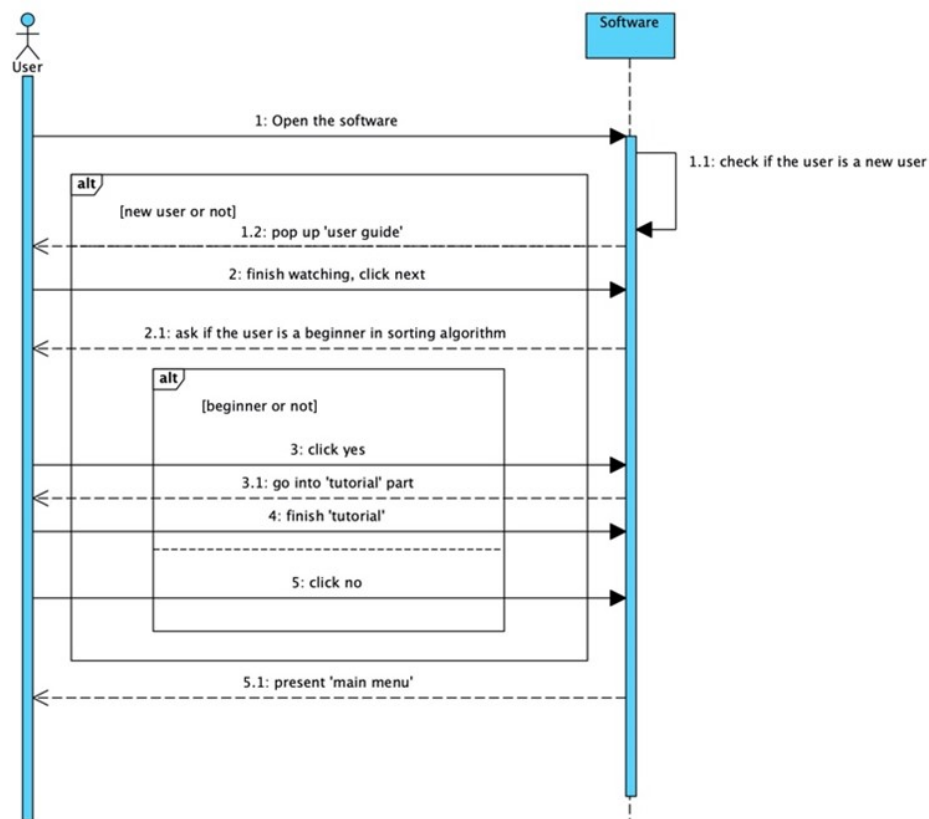 Software
User
1: Open the software
1.1: check if the user is a new user
alt
[new user or not]
1.2: pop up 'user guide'
2: finish watching, click next
2.1: ask if the user is a beginner in sorting algorithm
alt
[beginner or not]
3: click yes
3.1: go into 'tutorial' part
4: finish 'tutorial'
5: click no
5.1: present 'main menu'